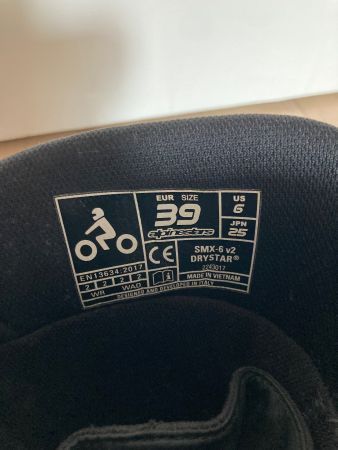 EUR SIZE
39
alpinestars
US
6
JPN
25
EN13634:2017
2 2 2 2
WR WAD
CE
SMX-6 v2
DRYSTAR®
2243017
MADE IN VIETNAM
DESIGNED AND DEVELOPED IN ITALY